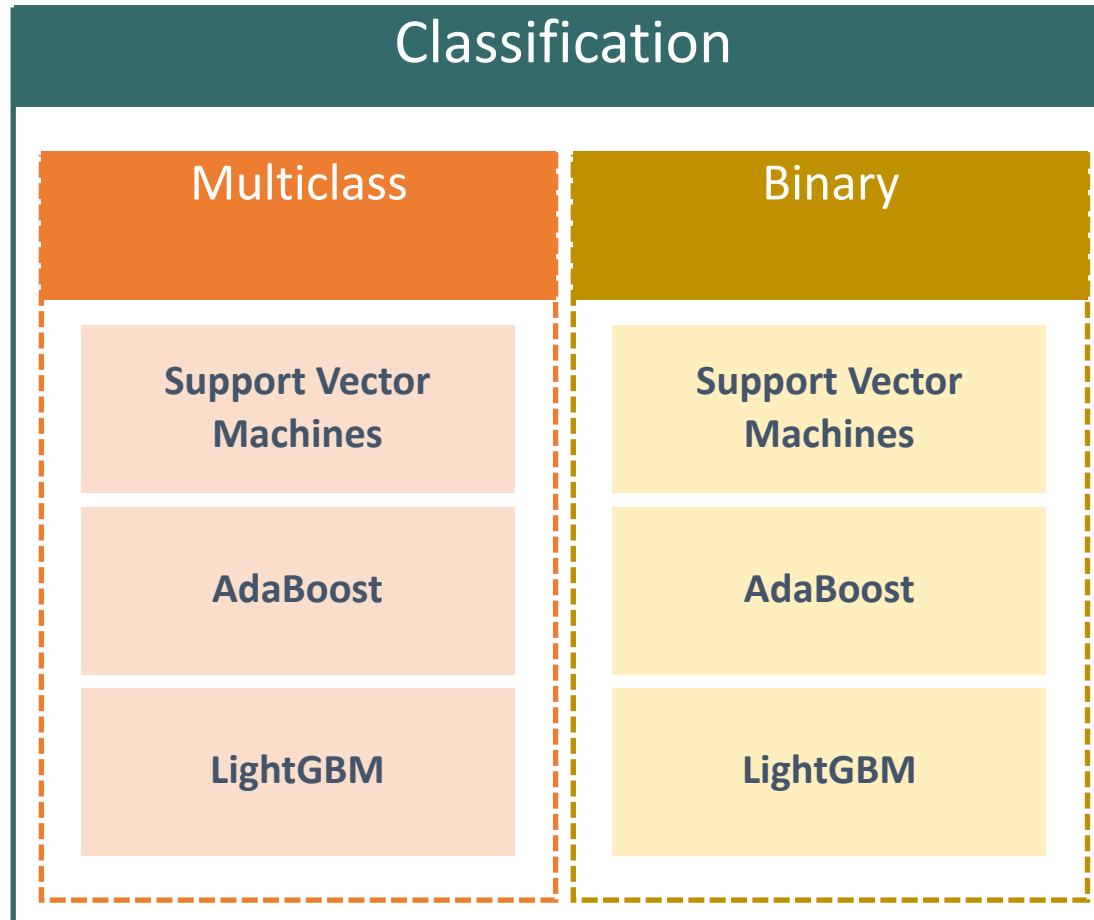 Classification
Multiclass
Support Vector
Machines
AdaBoost
LightGBM
Binary
Support Vector
Machines
AdaBoost
LightGBM